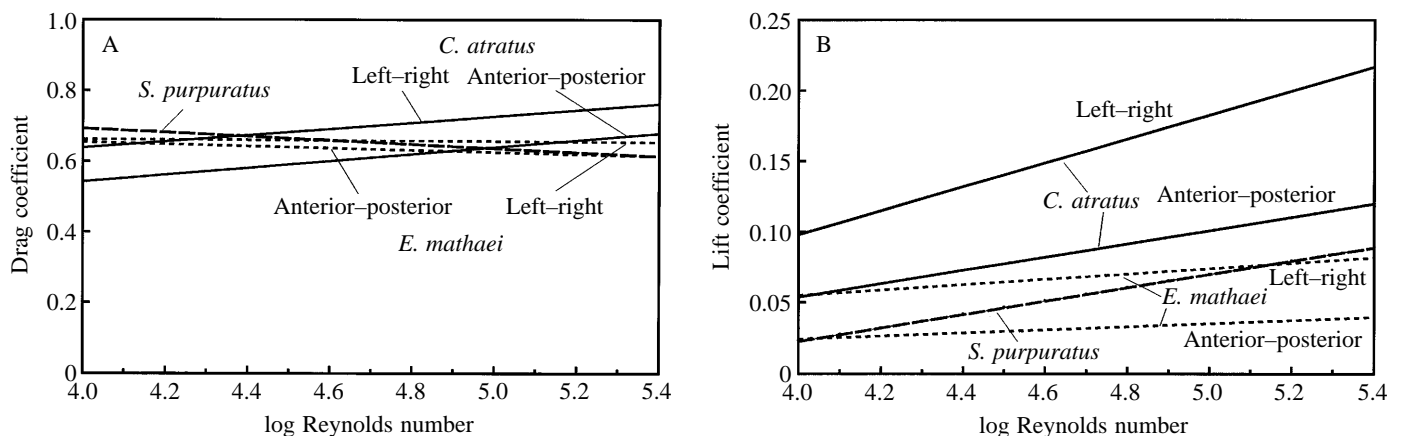 A
C. atratus
Left–right
Anterior–posterior
S. purpuratus
Anterior–posterior
Left–right
E. mathaei
Drag coefficient
1.0
0.8
0.6
0.4
0.2
0
4.0 4.2 4.4 4.6 4.8 5.0 5.2 5.4
log Reynolds number
B
Left–right
C. atratus
Anterior–posterior
Left–right
E. mathaei
S. purpuratus
Anterior–posterior
Lift coefficient
0.25
0.20
0.15
0.10
0.05
0
4.0 4.2 4.4 4.6 4.8 5.0 5.2 5.4
log Reynolds number